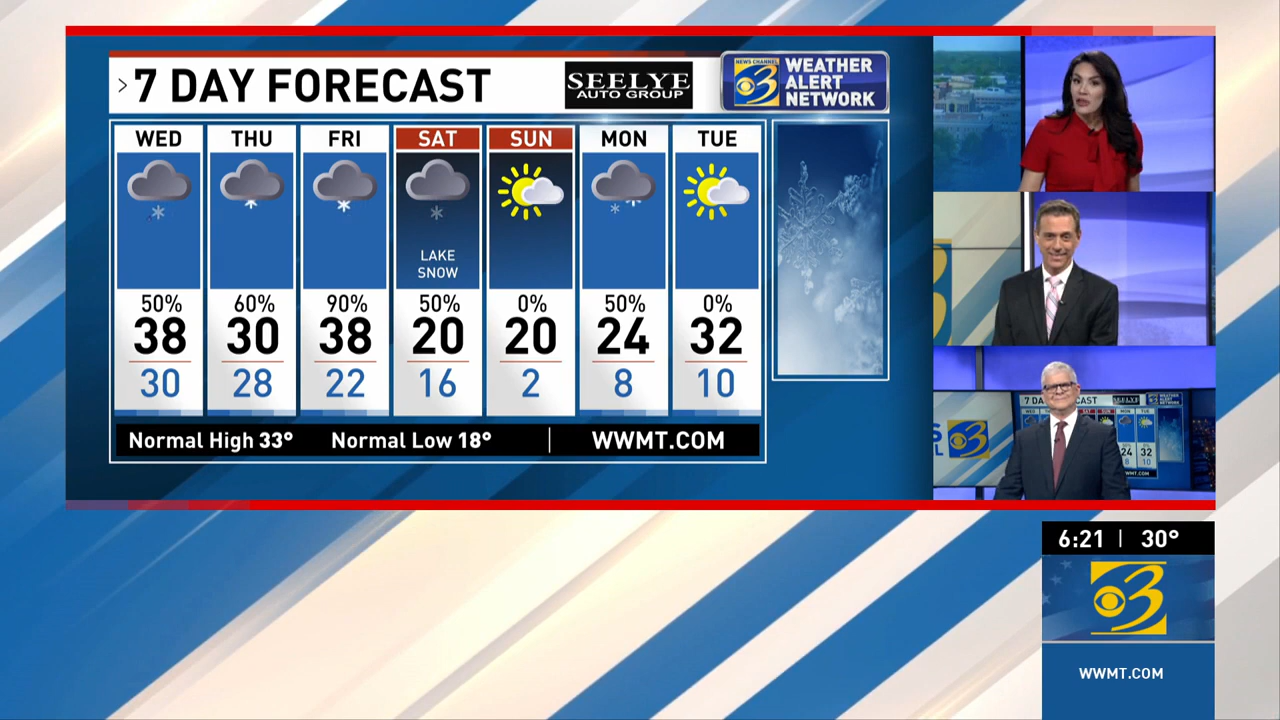 > 7 DAY FORECAST
SEELYE
AUTO GROUP
NEWS CHANNEL
3
WEATHER
ALERT
NETWORK
WED THU FRI SAT SUN MON TUE
LAKE
SNOW
50% 60% 90% 50% 0% 50% 0%
38 30 38 20 20 24 32
30 28 22 16 2 8 10
Normal High 33° Normal Low 18° | WWMT.COM
6:21 | 30°
3
WWMT.COM